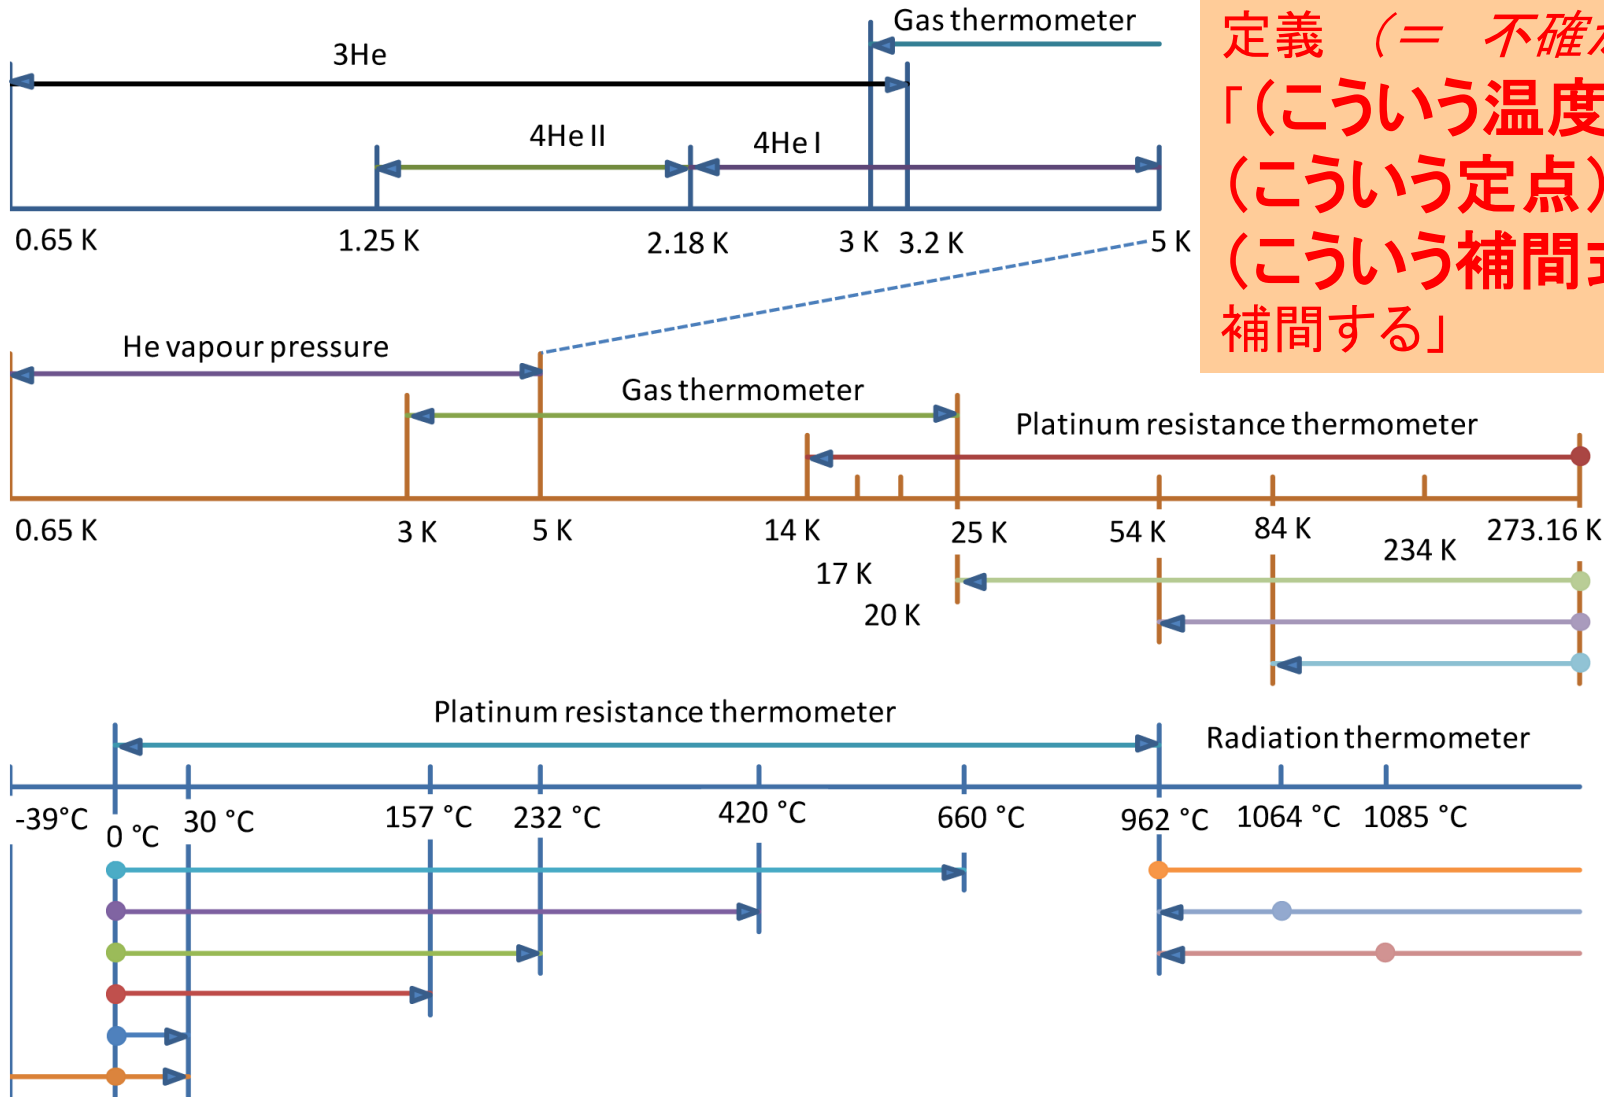 Gas thermometer
3He
4He II
4He I
0.65 K 1.25 K 2.18 K 3 K 3.2 K 5 K
定義 (= 不確
「(こういう温度
(こういう定点)
(こういう補間
補間する」
He vapour pressure
Gas thermometer
Platinum resistance thermometer
0.65 K 3 K 5 K 14 K 25 K 54 K 84 K 273.16 K
234 K
17 K
20 K
Platinum resistance thermometer
Radiation thermometer
-39°C 0 °C 30 °C 157 °C 232 °C 420 °C 660 °C 962 °C 1064 °C 1085 °C